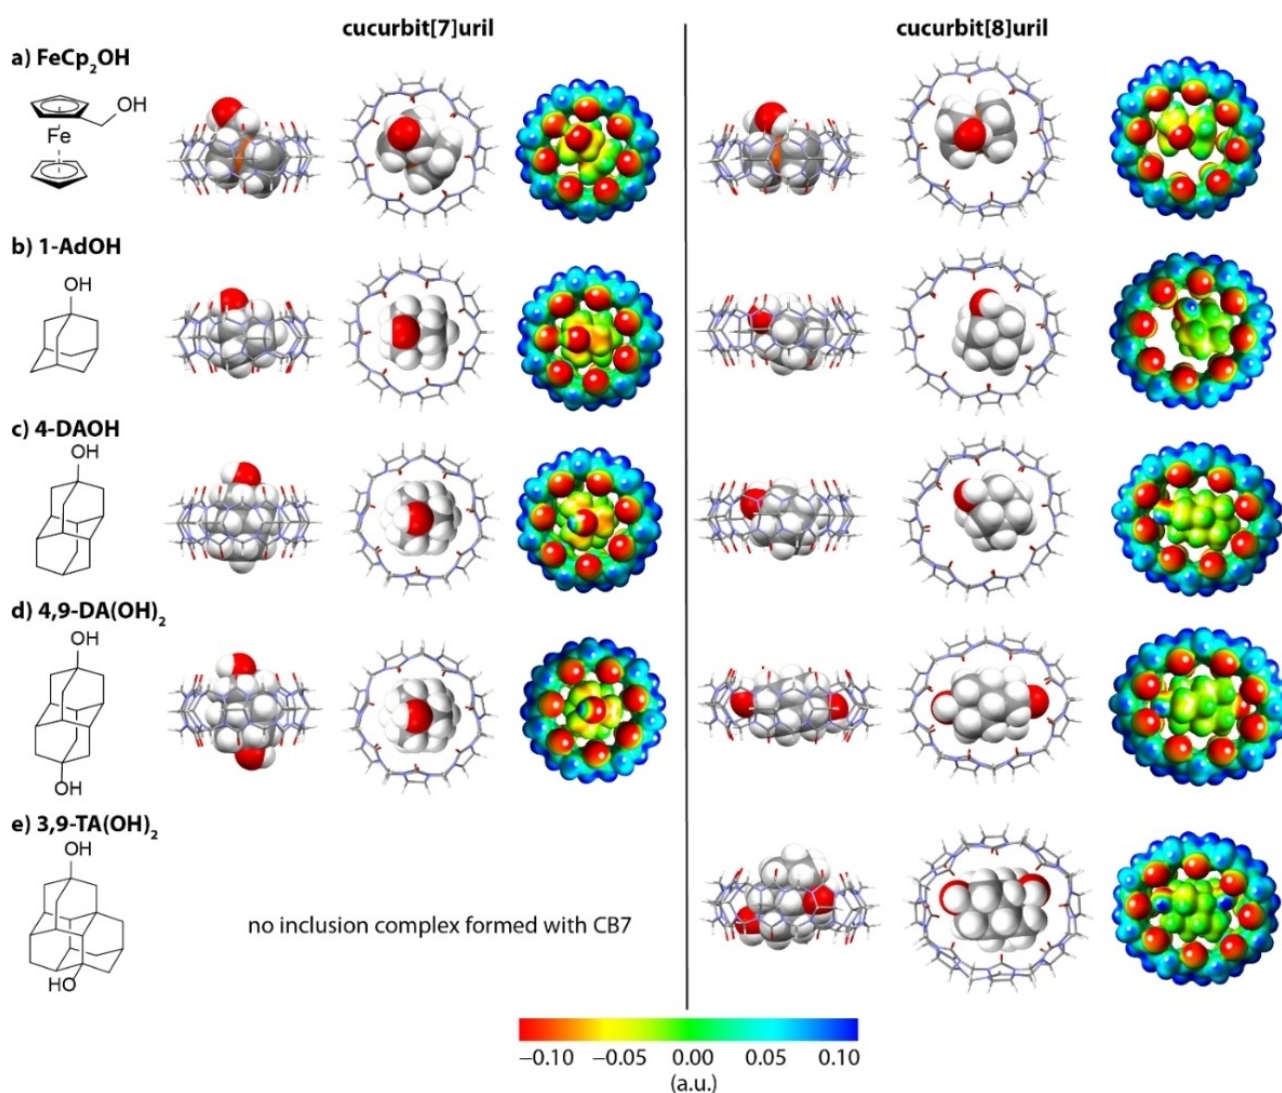 cucurbit[7]uril
cucurbit[8]uril
a) FeCp₂OH
OH
Fe
b) 1-AdOH
OH
c) 4-DAOH
OH
d) 4,9-DA(OH)₂
OH
OH
e) 3,9-TA(OH)₂
OH
HO
no inclusion complex formed with CB7
−0.10 −0.05 0.00 0.05 0.10
(a.u.)